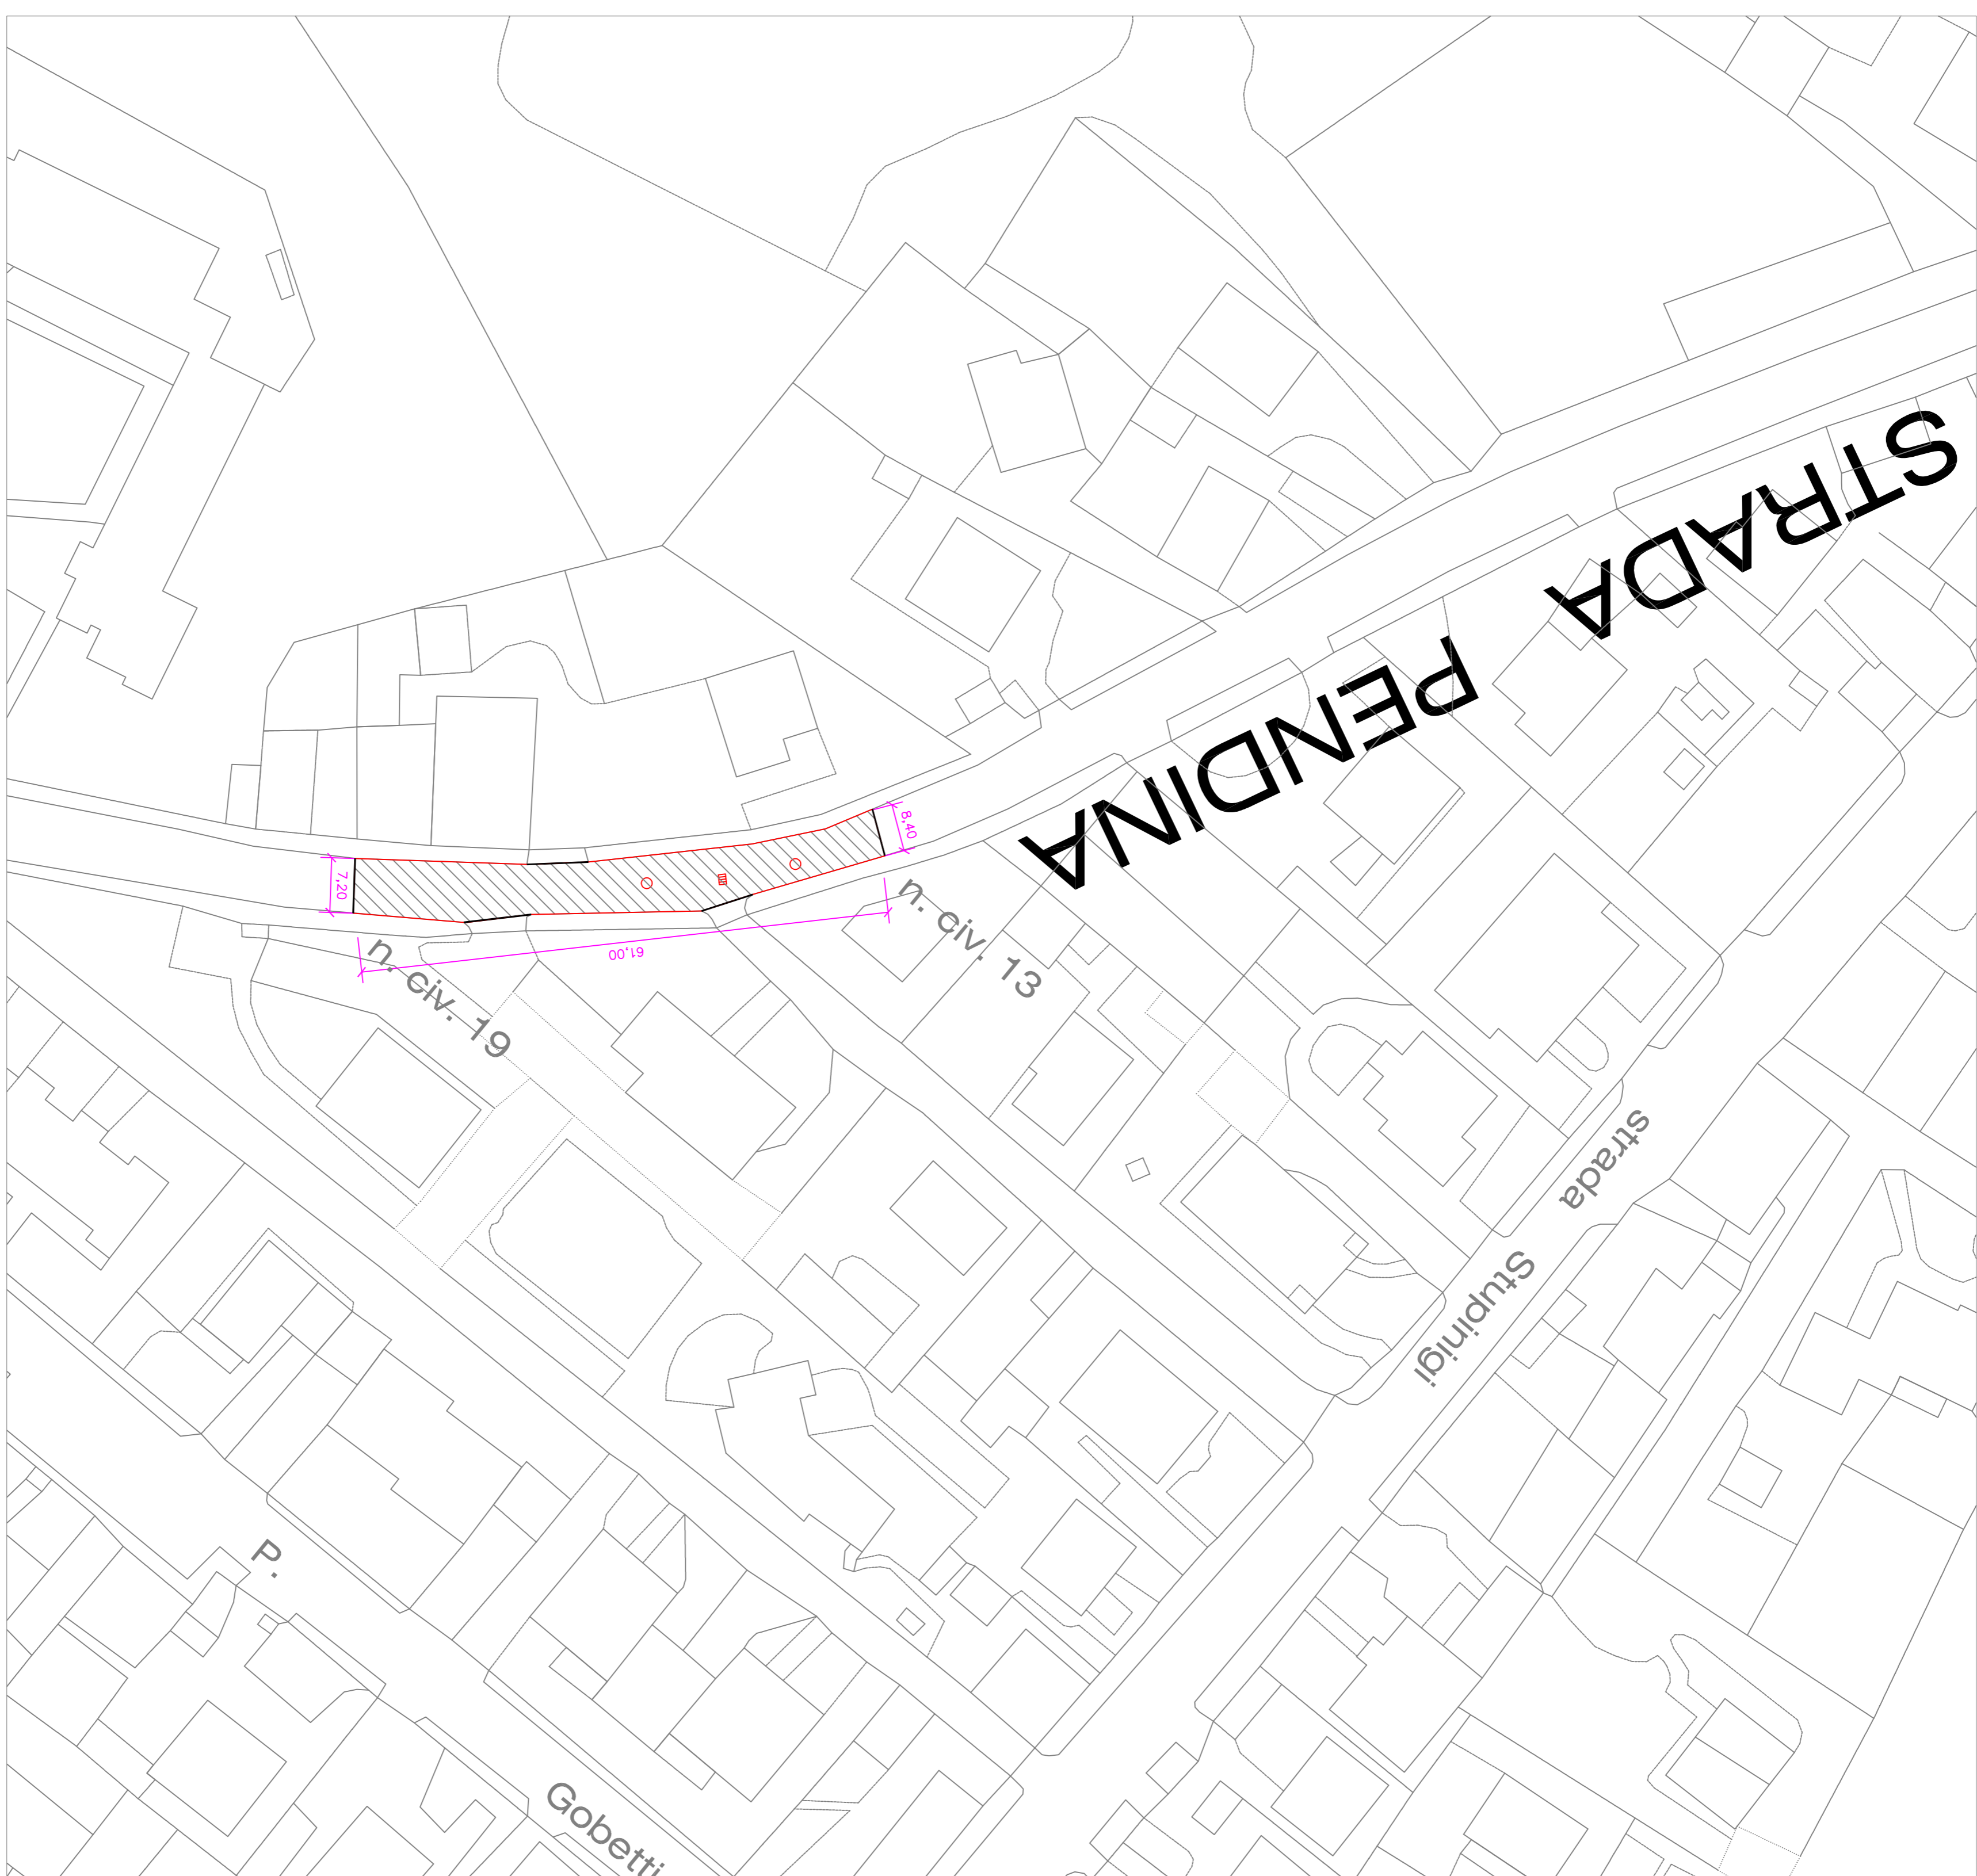 STRADA
PENDINA
8,40
7,20
61,00
n. civ. 13
n. civ. 19
strada
Stupinigi
P.
Gobetti